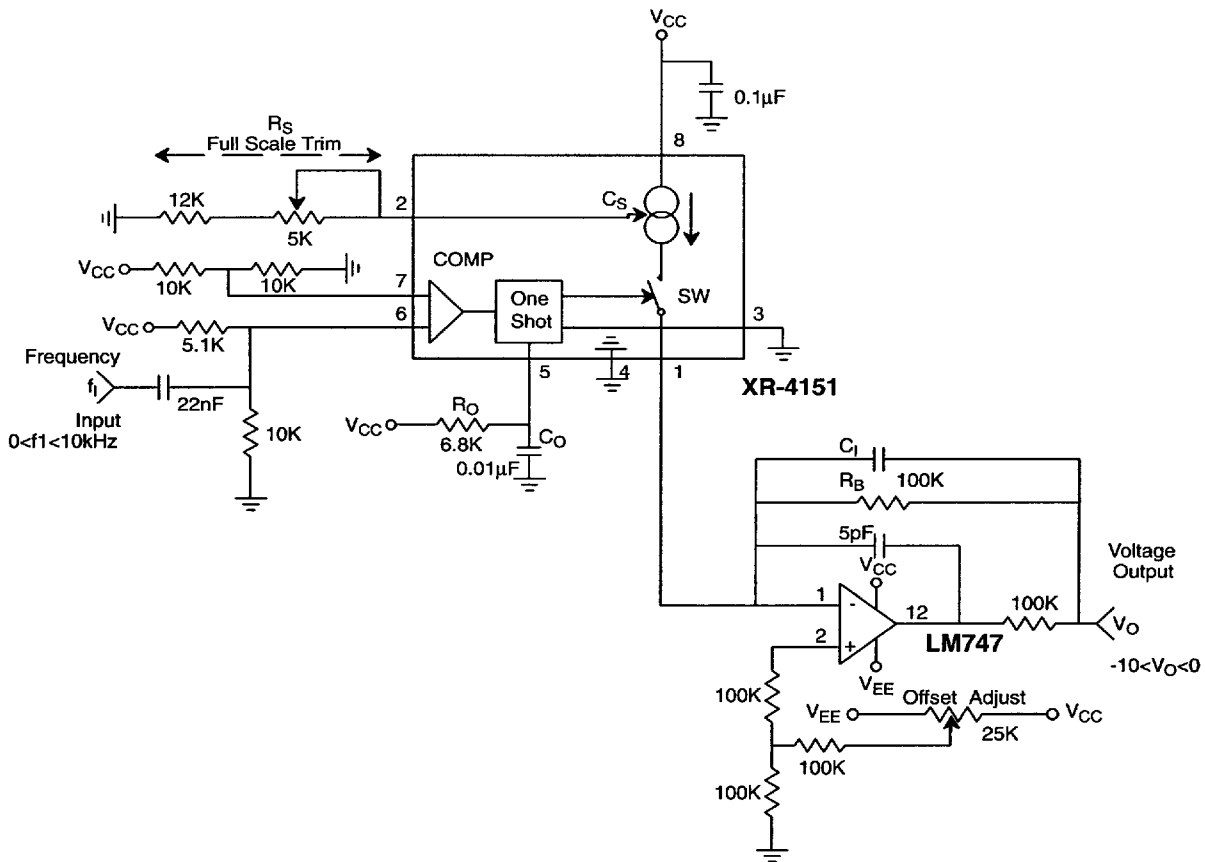 VCC
0.1µF
8
RS
Full Scale Trim
12K
5K
2
CS
VCC
10K
10K
7
COMP
One
Shot
SW
VCC
5.1K
6
3
Frequency
fI
Input
0<f1<10kHz
22nF
10K
5
4
1
XR-4151
VCC
RO
6.8K
CO
0.01µF
CI
100K
RB
5pF
VCC
1
-
12
2
+
LM747
VEE
100K
Voltage
Output
VO
-10<VO<0
100K
VEE
Offset Adjust
VCC
25K
100K
100K